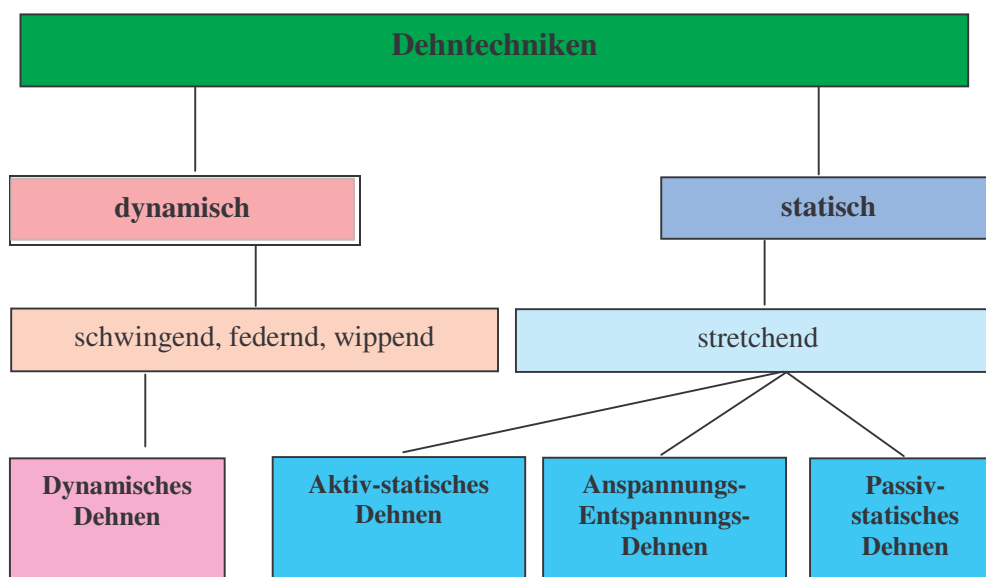 Dehntechniken
dynamisch
statisch
schwingend, federnd, wippend
stretchend
Dynamisches
Dehnen
Aktiv-statisches
Dehnen
Anspannungs-
Entspannungs-
Dehnen
Passiv-
statisches
Dehnen